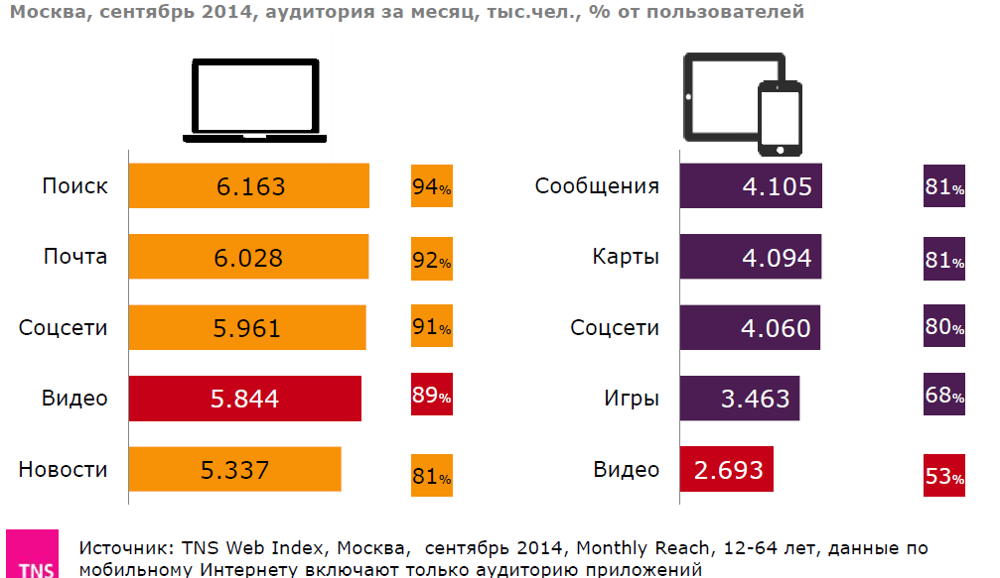 Москва, сентябрь 2014, аудитория за месяц, тыс.чел., % от пользователей
Поиск 6.163 94% Сообщения 4.105 81%
Почта 6.028 92% Карты 4.094 81%
Соцсети 5.961 91% Соцсети 4.060 80%
Видео 5.844 89% Игры 3.463 68%
Новости 5.337 81% Видео 2.693 53%
Источник: TNS Web Index, Москва, сентябрь 2014, Monthly Reach, 12-64 лет, данные по
TNS мобильному Интернету включают только аудиторию приложений